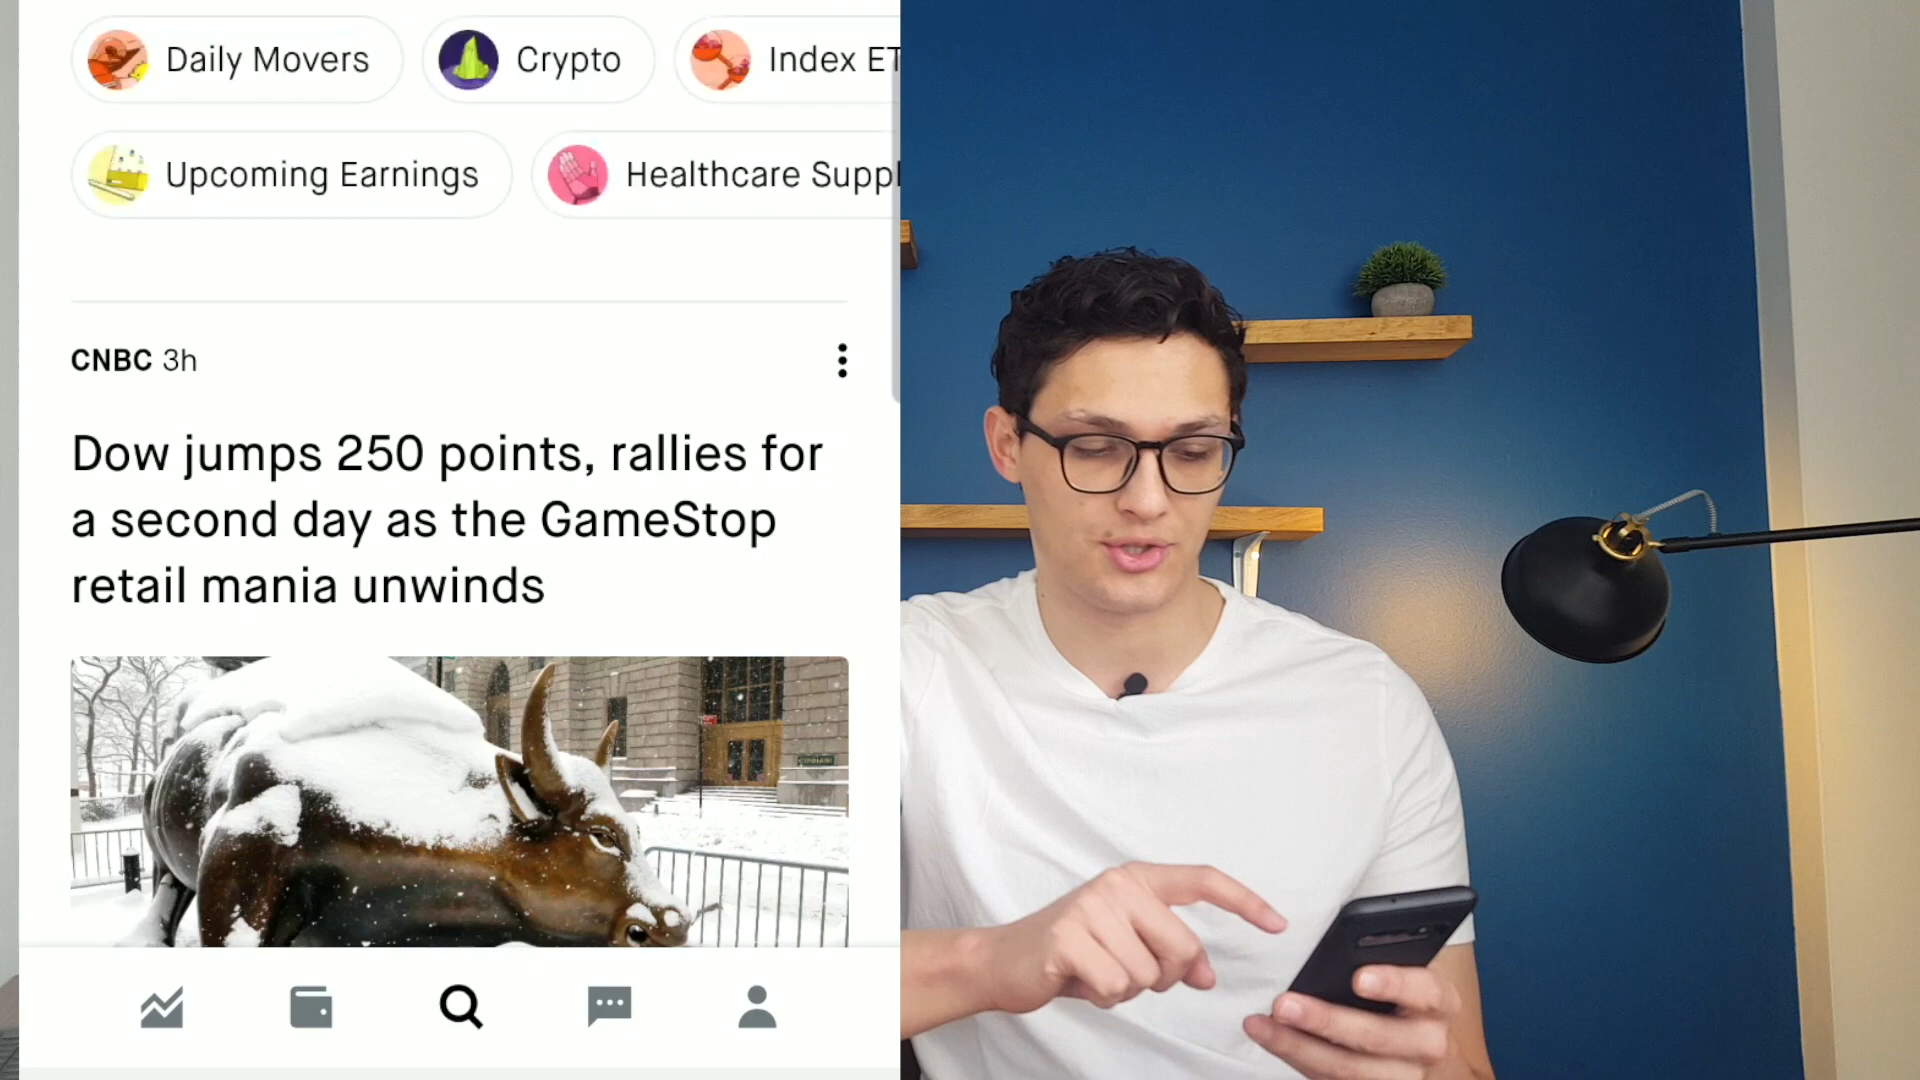 Daily Movers
Crypto
Index ET
Upcoming Earnings
Healthcare Suppl
CNBC 3h
Dow jumps 250 points, rallies for
a second day as the GameStop
retail mania unwinds